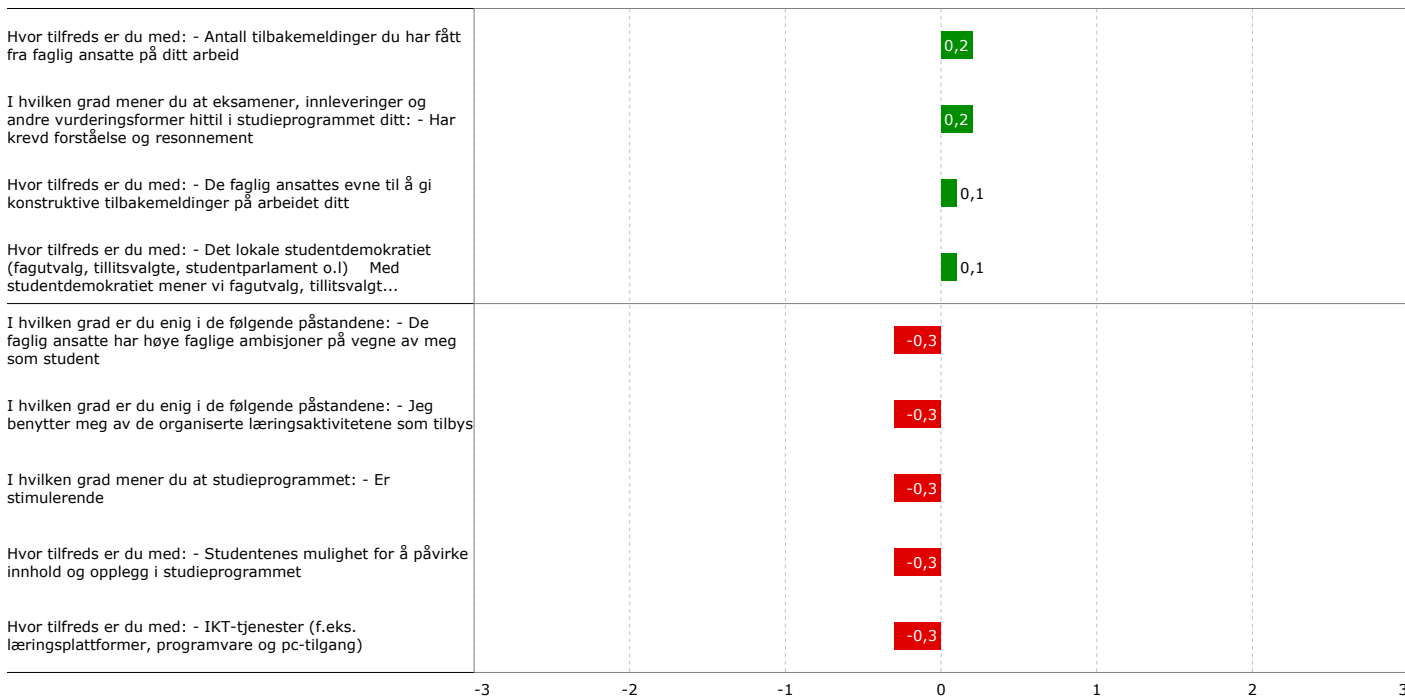 Hvor tilfreds er du med: - Antall tilbakemeldinger du har fått
fra faglig ansatte på ditt arbeid
0,2
I hvilken grad mener du at eksamener, innleveringer og
andre vurderingsformer hittil i studieprogrammet ditt: - Har
krevd forståelse og resonnement
0,2
Hvor tilfreds er du med: - De faglig ansattes evne til å gi
konstruktive tilbakemeldinger på arbeidet ditt
0,1
Hvor tilfreds er du med: - Det lokale studentdemokratiet
(fagutvalg, tillitsvalgte, studentparlament o.l) Med
studentdemokratiet mener vi fagutvalg, tillitsvalgt...
0,1
I hvilken grad er du enig i de følgende påstandene: - De
faglig ansatte har høye faglige ambisjoner på vegne av meg
som student
-0,3
I hvilken grad er du enig i de følgende påstandene: - Jeg
benytter meg av de organiserte læringsaktivitetene som tilbys
-0,3
I hvilken grad mener du at studieprogrammet: - Er
stimulerende
-0,3
Hvor tilfreds er du med: - Studentenes mulighet for å påvirke
innhold og opplegg i studieprogrammet
-0,3
Hvor tilfreds er du med: - IKT-tjenester (f.eks.
læringsplattformer, programvare og pc-tilgang)
-0,3
-3 -2 -1 0 1 2 3